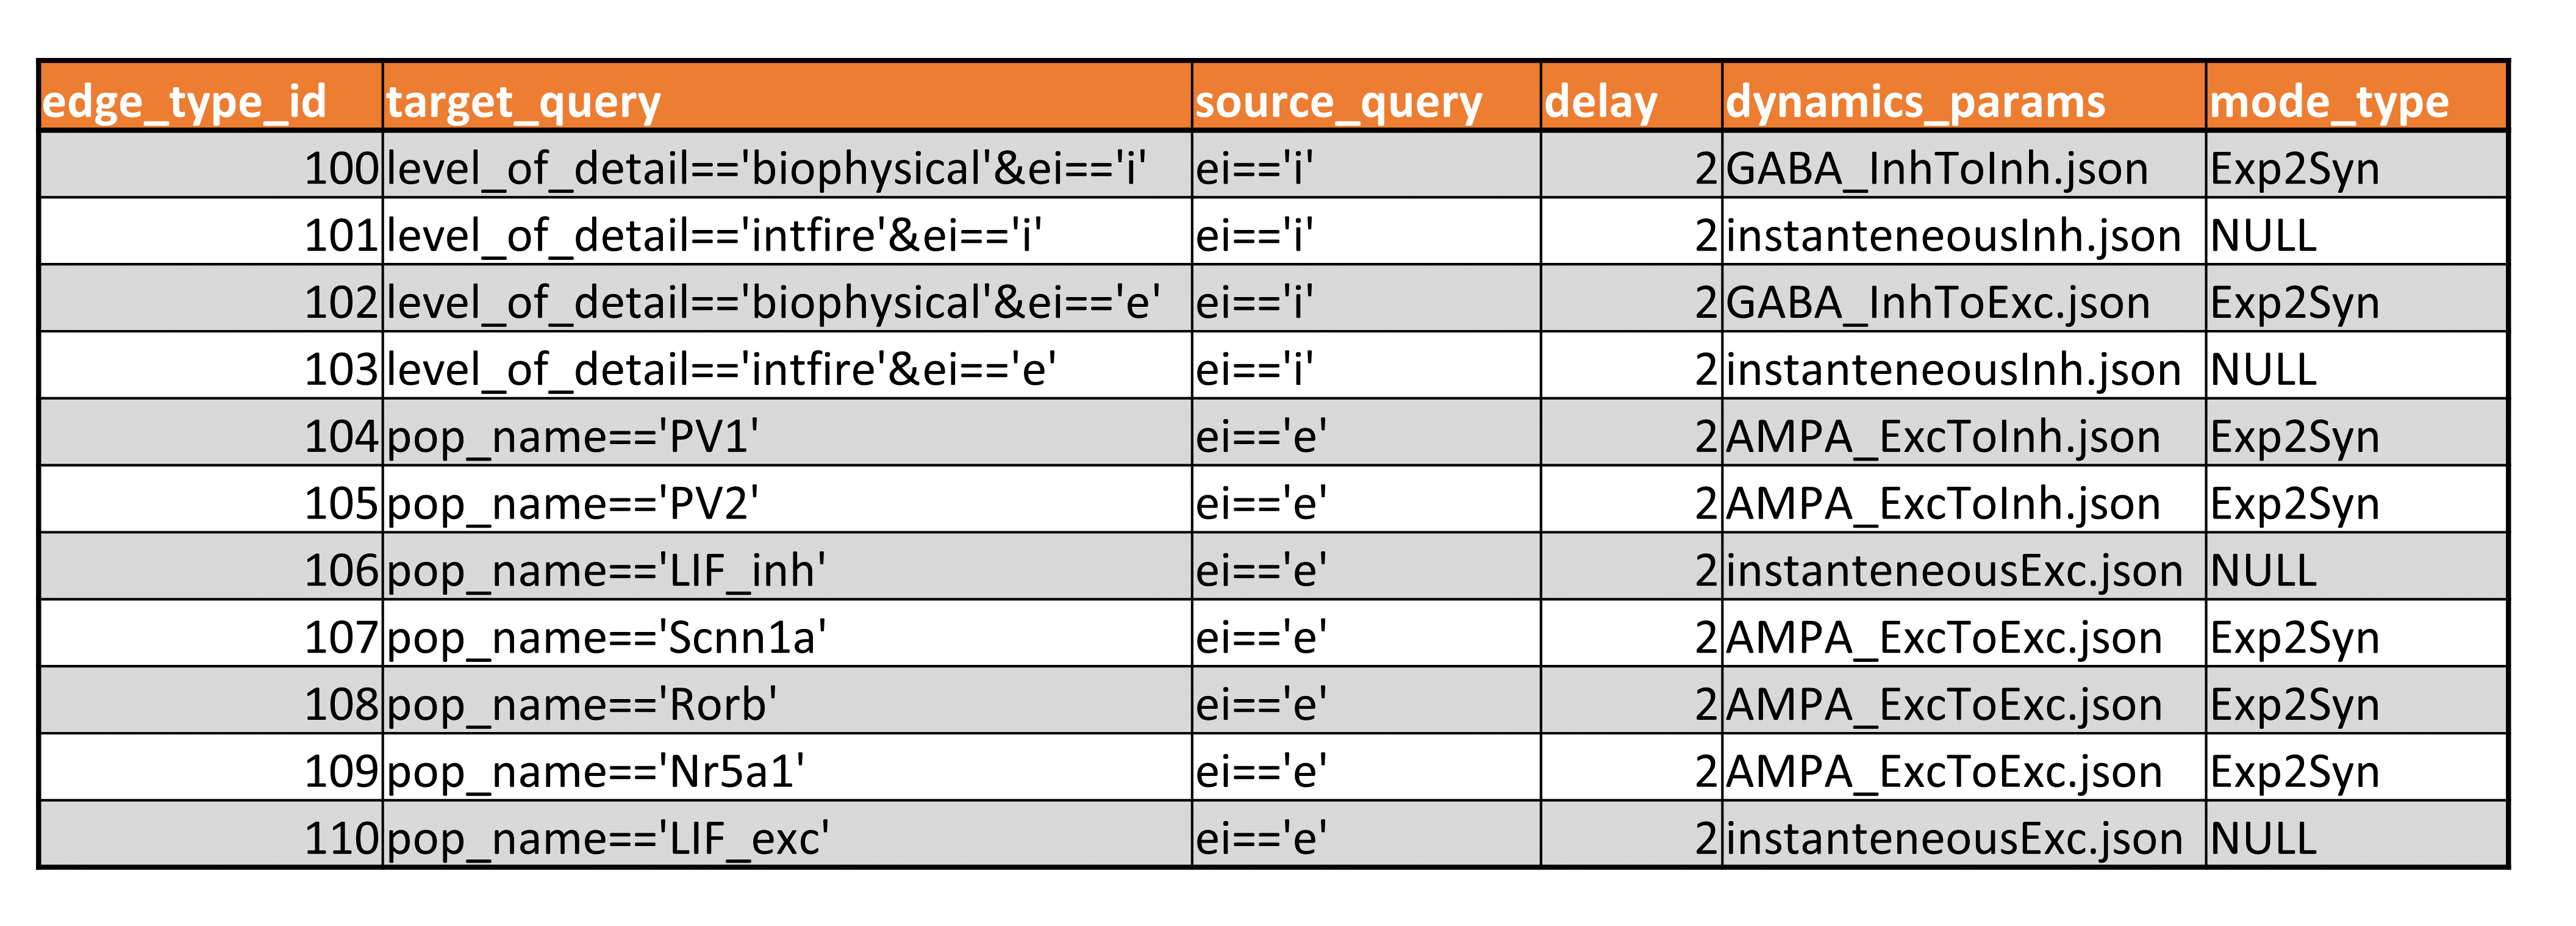 edge_type_id target_query source_query delay dynamics_params mode_type
100 level_of_detail=='biophysical'&ei=='i' ei=='i' 2 GABA_InhToInh.json Exp2Syn
101 level_of_detail=='intfire'&ei=='i' ei=='i' 2 instanteneousInh.json NULL
102 level_of_detail=='biophysical'&ei=='e' ei=='i' 2 GABA_InhToExc.json Exp2Syn
103 level_of_detail=='intfire'&ei=='e' ei=='i' 2 instanteneousInh.json NULL
104 pop_name=='PV1' ei=='e' 2 AMPA_ExcToInh.json Exp2Syn
105 pop_name=='PV2' ei=='e' 2 AMPA_ExcToInh.json Exp2Syn
106 pop_name=='LIF_inh' ei=='e' 2 instanteneousExc.json NULL
107 pop_name=='Scnn1a' ei=='e' 2 AMPA_ExcToExc.json Exp2Syn
108 pop_name=='Rorb' ei=='e' 2 AMPA_ExcToExc.json Exp2Syn
109 pop_name=='Nr5a1' ei=='e' 2 AMPA_ExcToExc.json Exp2Syn
110 pop_name=='LIF_exc' ei=='e' 2 instanteneousExc.json NULL